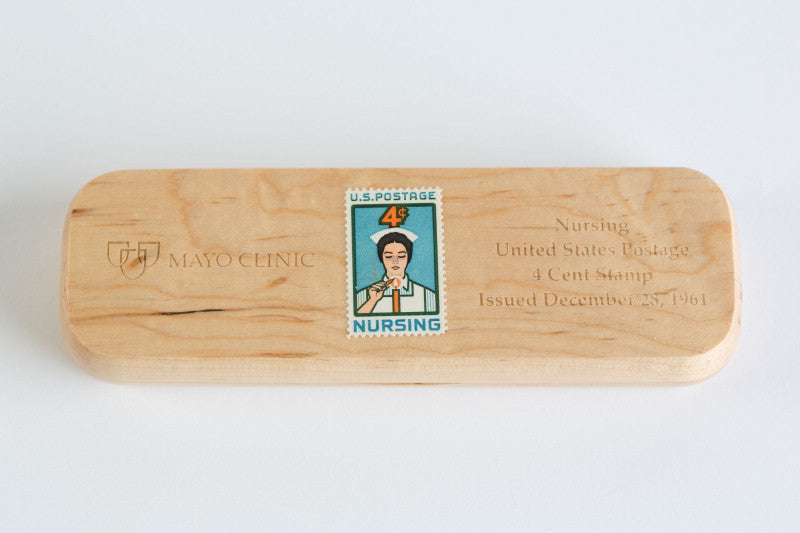 MAYO CLINIC
U.S. POSTAGE
4¢
NURSING
Nursing
United States Postage
4 Cent Stamp
Issued December 28, 1961